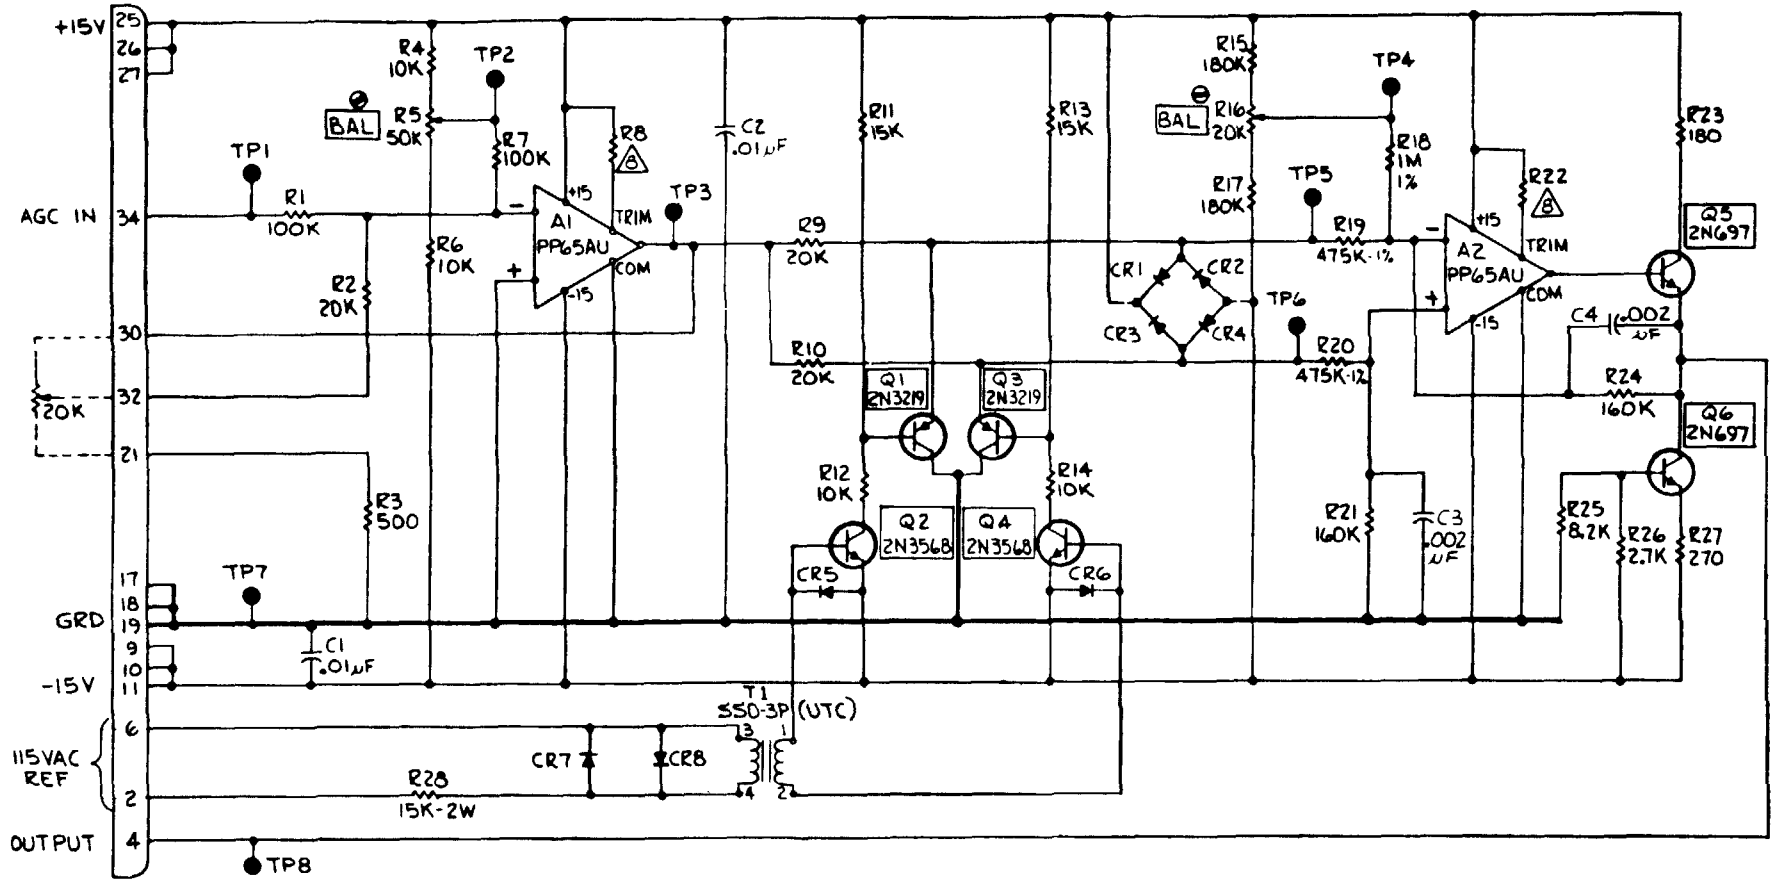 +15V
25
26
27
R4
10K
TP2
BAL
R5
50K
R7
100K
R8
8
C2
.01µF
R11
15K
R13
15K
R15
180K
BAL
R16
20K
TP4
R18
1M
1%
R17
180K
R23
180
R22
8
TP1
AGC IN
34
R1
100K
-
+15
A1
TRIM
PP65AU
COM
+
-15
TP3
R6
10K
R2
20K
30
R9
20K
TP5
R19
475K-1%
-
+15
A2
TRIM
PP65AU
COM
+
-15
Q5
2N697
CR1
CR2
CR3
CR4
TP6
C4
.002
µF
R10
20K
R20
475K-1%
20K
32
Q1
2N3219
Q3
2N3219
R24
160K
Q6
2N697
21
R3
500
R12
10K
R14
10K
Q2
2N3568
Q4
2N3568
R21
160K
C3
.002
µF
R25
8.2K
R26
2.7K
R27
270
17
18
GRD
19
TP7
CR5
CR6
9
10
-15V
11
C1
.01µF
T1
SSO-3P (UTC)
6
3
1
115VAC
REF
CR7
CR8
2
R28
15K-2W
4
2
OUTPUT
4
TP8